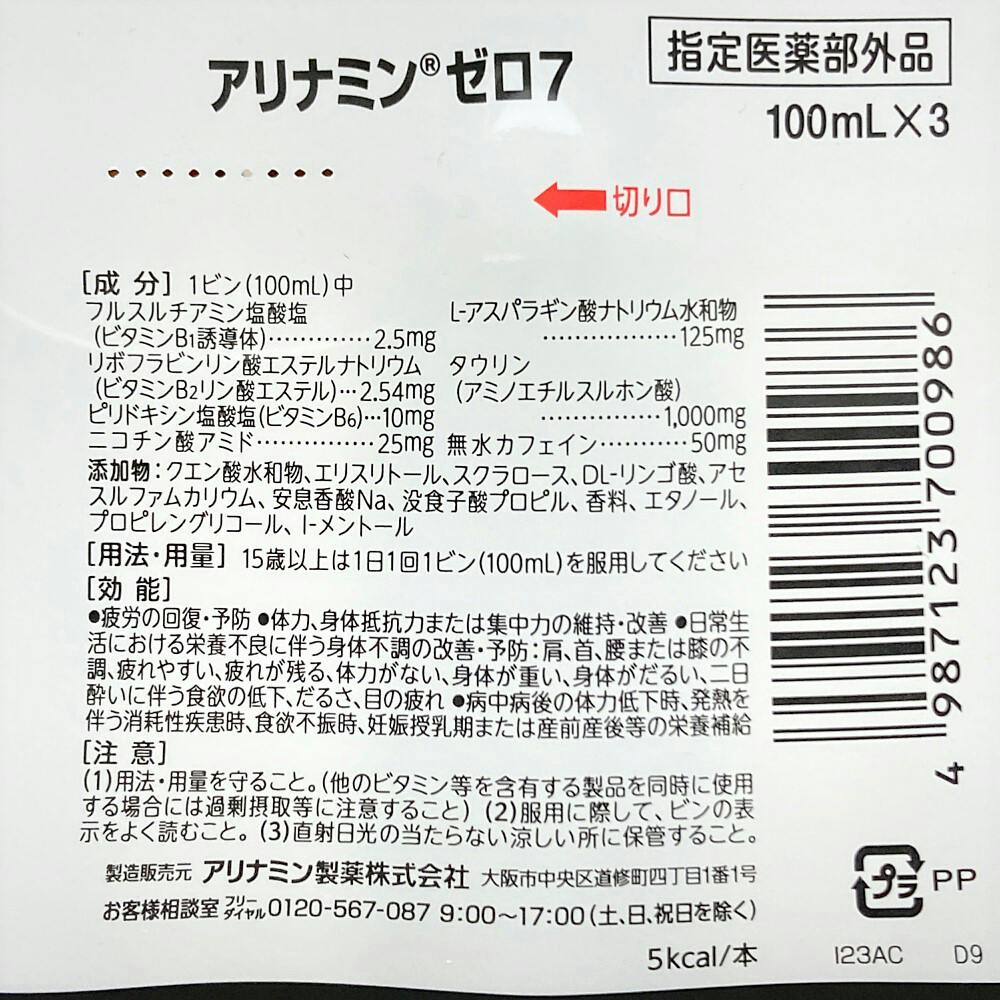 アリナミン®ゼロ7
指定医薬部外品
100mL×3
切り口
[成 分] 1ビン(100mL)中
フルスルチアミン塩酸塩
(ビタミンB1誘導体)…………2.5mg
リボフラビンリン酸エステルナトリウム
(ビタミンB2リン酸エステル)…2.54mg
ピリドキシン塩酸塩(ビタミンB6)…10mg
ニコチン酸アミド……………25mg
L-アスパラギン酸ナトリウム水和物
……………125mg
タウリン
(アミノエチルスルホン酸)
……………1,000mg
無水カフェイン…………50mg
添加物:クエン酸水和物、エリスリトール、スクラロース、DL-リンゴ酸、アセ
スルファムカリウム、安息香酸Na、没食子酸プロピル、香料、エタノール、
プロピレングリコール、l-メントール
[用法・用量] 15歳以上は1日1回1ビン(100mL)を服用してください
[効 能]
●疲労の回復・予防 ●体力、身体抵抗力または集中力の維持・改善 ●日常生
活における栄養不良に伴う身体不調の改善・予防:肩、首、腰または膝の不
調、疲れやすい、疲れが残る、体力がない、身体が重い、身体がだるい、二日
酔いに伴う食欲の低下、だるさ、目の疲れ ●病中病後の体力低下時、発熱を
伴う消耗性疾患時、食欲不振時、妊娠授乳期または産前産後等の栄養補給
[注 意]
(1)用法・用量を守ること。(他のビタミン等を含有する製品を同時に使用
する場合には過剰摂取等に注意すること) (2)服用に際して、ビンの表
示をよく読むこと。(3)直射日光の当たらない涼しい所に保管すること。
製造販売元 アリナミン製薬株式会社 大阪市中央区道修町四丁目1番1号
お客様相談室 フリーダイヤル 0120-567-087 9:00～17:00(土、日、祝日を除く)
5kcal/本
4 987123 700986
プラ PP
I23AC D9